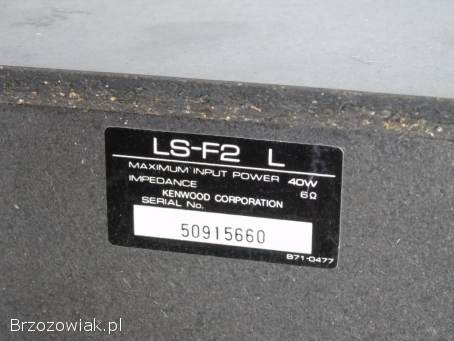 LS-F2 L
MAXIMUM INPUT POWER 40W
IMPEDANCE 6Ω
KENWOOD CORPORATION
SERIAL No.
50915660
B71-0477
Brzozowiak.pl